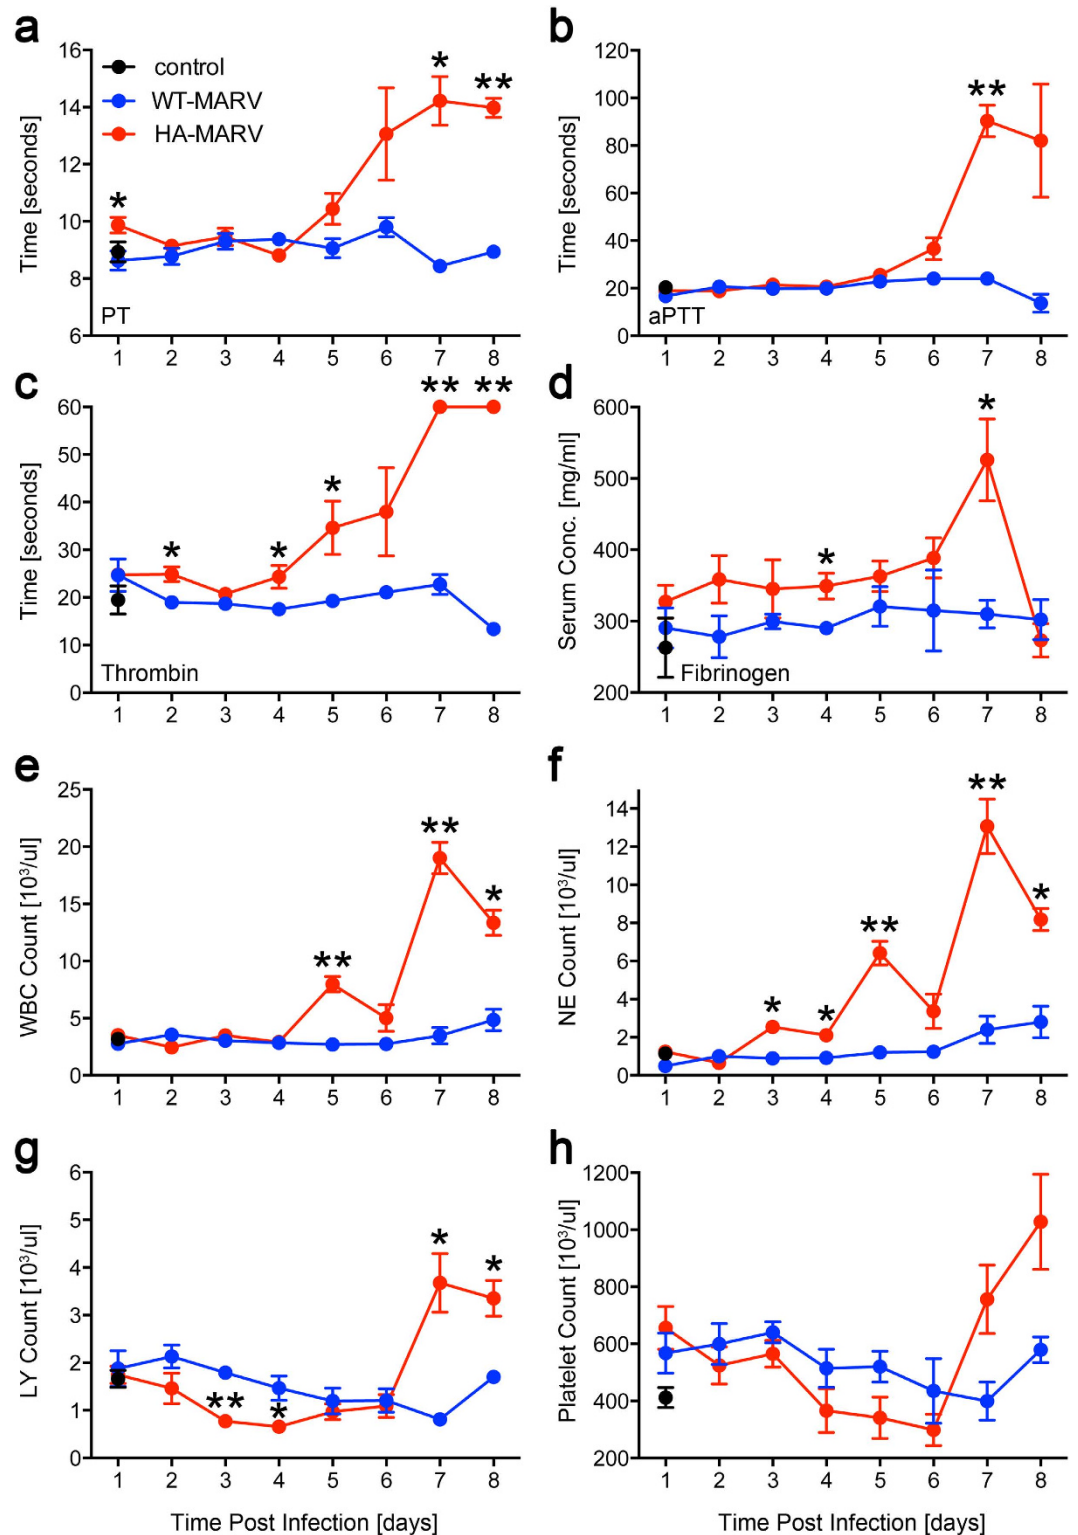 a
16
14
12
10
8
6
Time [seconds]
control
WT-MARV
HA-MARV
*
*
**
PT
1 2 3 4 5 6 7 8
b
120
100
80
60
40
20
0
Time [seconds]
**
aPTT
1 2 3 4 5 6 7 8
c
60
50
40
30
20
10
0
Time [seconds]
** **
*
* *
Thrombin
1 2 3 4 5 6 7 8
d
600
500
400
300
200
Serum Conc. [mg/ml]
*
*
Fibrinogen
1 2 3 4 5 6 7 8
e
25
20
15
10
5
0
WBC Count [10³/ul]
**
*
**
1 2 3 4 5 6 7 8
f
14
12
10
8
6
4
2
0
NE Count [10³/ul]
**
*
**
* *
1 2 3 4 5 6 7 8
g
6
5
4
3
2
1
0
LY Count [10³/ul]
*
*
** *
1 2 3 4 5 6 7 8
Time Post Infection [days]
h
1200
1000
800
600
400
200
Platelet Count [10³/ul]
1 2 3 4 5 6 7 8
Time Post Infection [days]